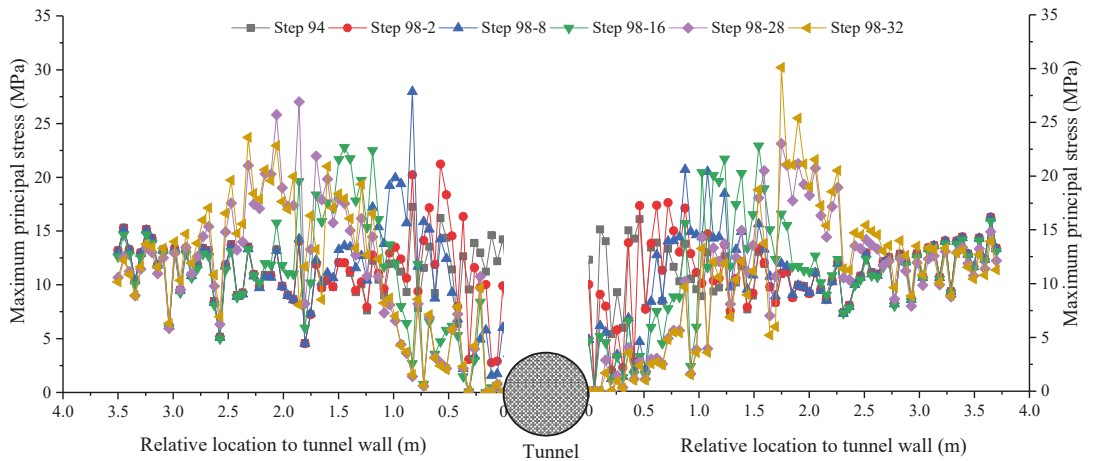 Step 94 Step 98-2 Step 98-8 Step 98-16 Step 98-28 Step 98-32
Maximum principal stress (MPa)
35
30
25
20
15
10
5
0
4.0 3.5 3.0 2.5 2.0 1.5 1.0 0.5 0
Relative location to tunnel wall (m)
Tunnel
0 0.5 1.0 1.5 2.0 2.5 3.0 3.5 4.0
Relative location to tunnel wall (m)
35
30
25
20
15
10
5
0
Maximum principal stress (MPa)